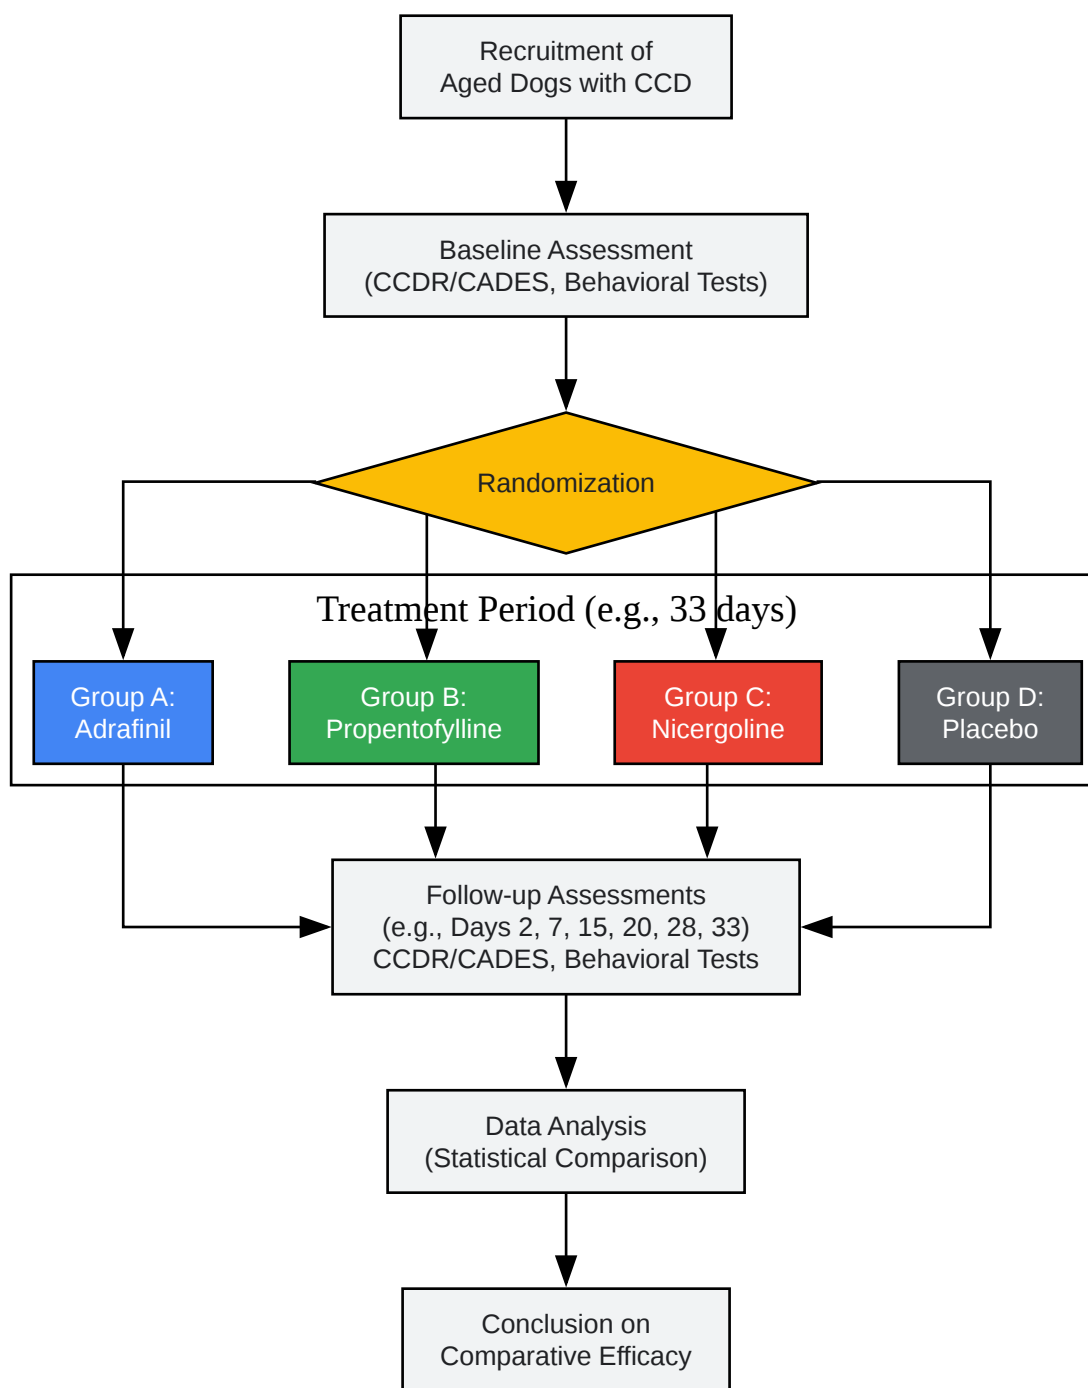 Recruitment of
Aged Dogs with CCD
Baseline Assessment
(CCDR/CADES, Behavioral Tests)
Randomization
Treatment Period (e.g., 33 days)
Group A:
Adrafinil
Group B:
Propentofylline
Group C:
Nicergoline
Group D:
Placebo
Follow-up Assessments
(e.g., Days 2, 7, 15, 20, 28, 33)
CCDR/CADES, Behavioral Tests
Data Analysis
(Statistical Comparison)
Conclusion on
Comparative Efficacy